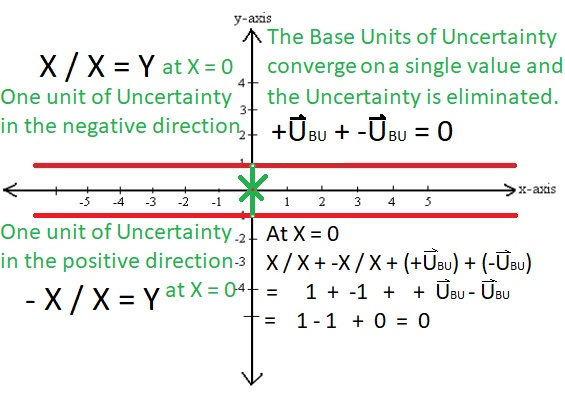 y-axis
X / X = Y at X = 0
One unit of Uncertainty
in the negative direction
The Base Units of Uncertainty
converge on a single value and
the Uncertainty is eliminated.
+U⃗BU + -U⃗BU = 0
4
3
2
1
-5 -4 -3 -2 -1 1 2 3 4 5 x-axis
-1
-2
-3
-4
One unit of Uncertainty
in the positive direction
- X / X = Y at X = 0
At X = 0
X / X + -X / X + (+U⃗BU) + (-U⃗BU)
= 1 + -1 + + U⃗BU - U⃗BU
= 1 - 1 + 0 = 0